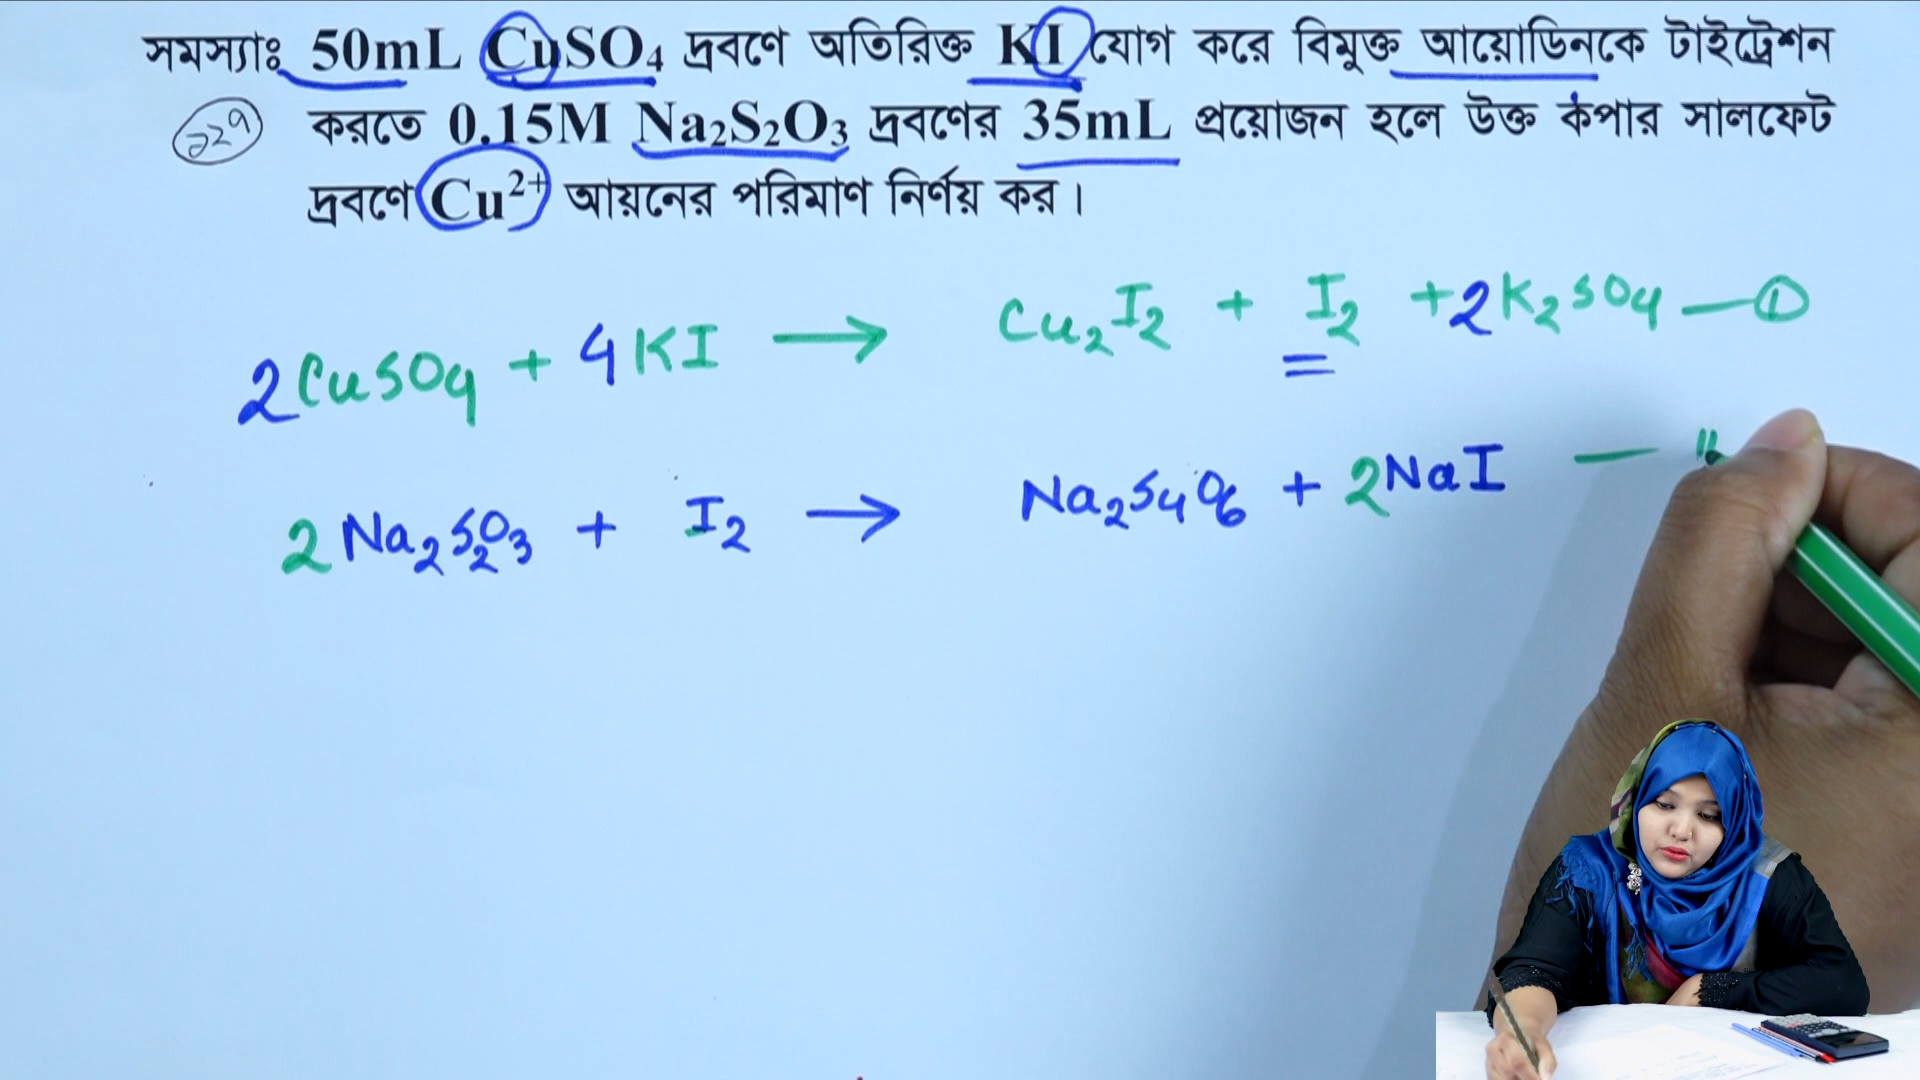 সমস্যাঃ 50mL CuSO₄ দ্রবণে অতিরিক্ত KI যোগ করে বিমুক্ত আয়োডিনকে টাইট্রেশন
করতে 0.15M Na₂S₂O₃ দ্রবণের 35mL প্রয়োজন হলে উক্ত কপার সালফেট
দ্রবণে Cu²⁺ আয়নের পরিমাণ নির্ণয় কর।
2CuSO₄ + 4KI → Cu₂I₂ + I₂ + 2K₂SO₄ — ①
2Na₂S₂O₃ + I₂ → Na₂S₄O₆ + 2NaI —